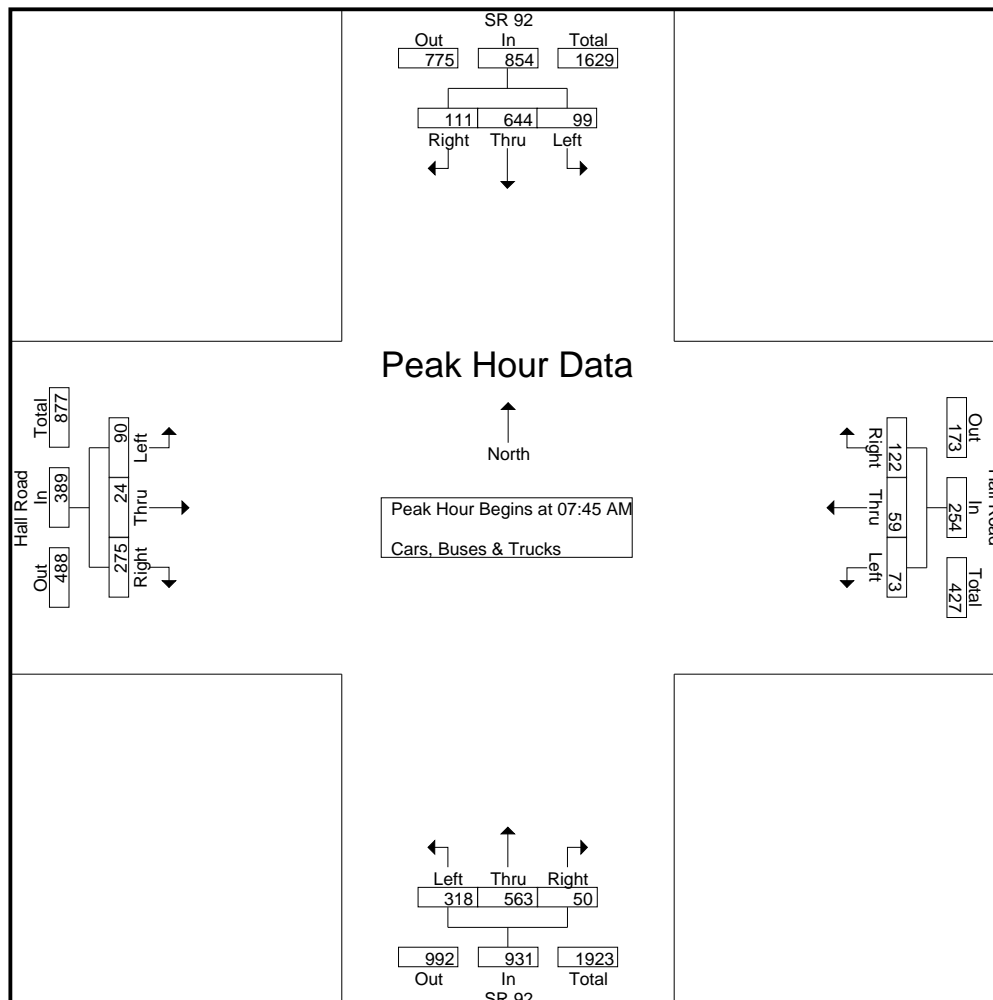 SR 92
Out In Total
775 854 1629
111 644 99
Right Thru Left
Peak Hour Data
North
Peak Hour Begins at 07:45 AM
Cars, Buses & Trucks
Hall Road
Out In Total
488 389 877
Right Thru Left
275 24 90
Out In Total
173 254 427
Right Thru Left
122 59 73
Left Thru Right
318 563 50
992 931 1923
Out In Total
SR 92